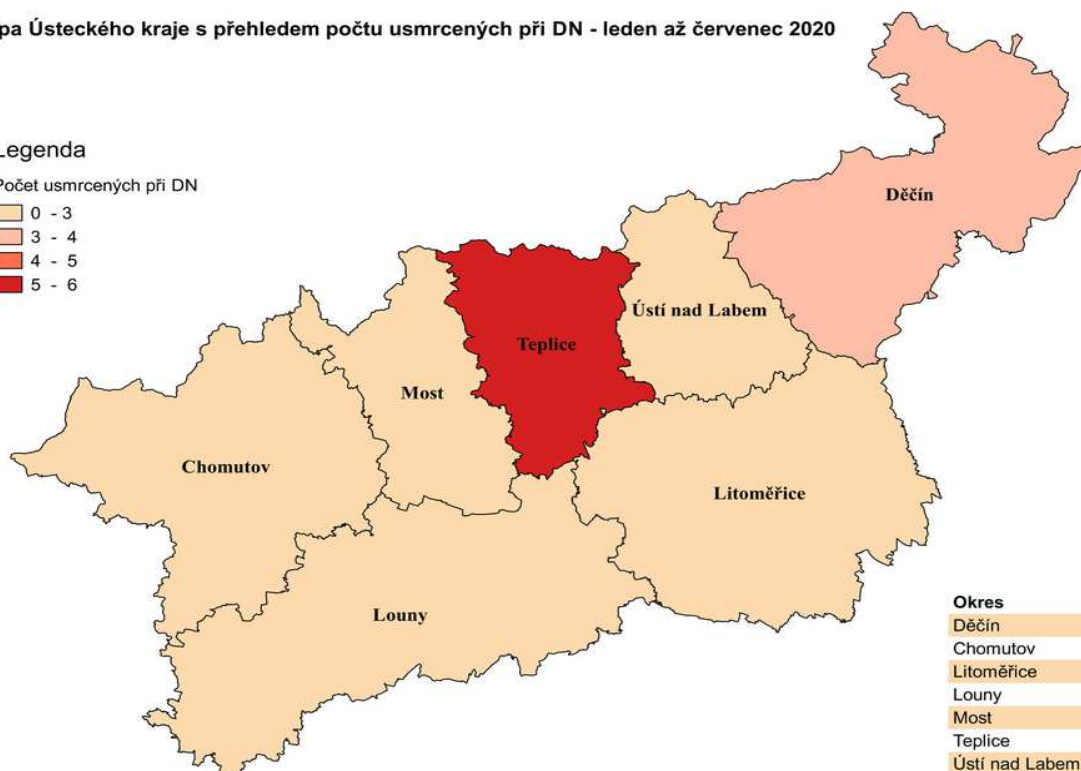 pa Ústeckého kraje s přehledem počtu usmrcených při DN - leden až červenec 2020
Legenda
Počet usmrcených při DN
0 - 3
3 - 4
4 - 5
5 - 6
Děčín
Ústí nad Labem
Teplice
Most
Chomutov
Litoměřice
Louny
Okres
Děčín
Chomutov
Litoměřice
Louny
Most
Teplice
Ústí nad Labem